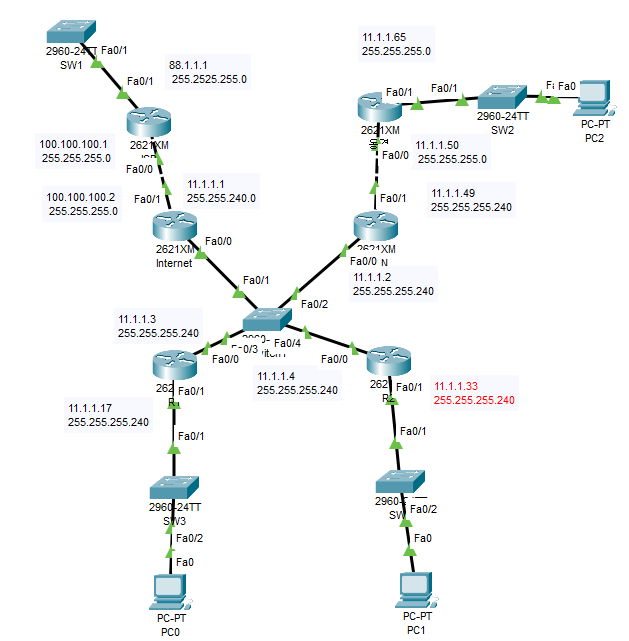 2960-24TT
SW1
Fa0/1
Fa0/1
88.1.1.1
255.2525.255.0
2621XM
100.100.100.1
255.255.255.0
Fa0/0
100.100.100.2
255.255.255.0
Fa0/1
11.1.1.1
255.255.240.0
2621XM
Internet
Fa0/0
Fa0/1
11.1.1.65
255.255.255.0
Fa0/1
Fa0/1
2960-24TT
SW2
Fa0
PC-PT
PC2
2621XM
Fa0/0
11.1.1.50
255.255.255.0
Fa0/1
11.1.1.49
255.255.255.240
2621XM
Fa0/0
11.1.1.2
255.255.255.240
Fa0/2
Fa0/4
11.1.1.3
255.255.255.240
Fa0/3
Fa0/0
Fa0/0
Fa0/1
11.1.1.4
255.255.255.240
Fa0/1
11.1.1.33
255.255.255.240
11.1.1.17
255.255.255.240
Fa0/1
2960-24TT
SW3
Fa0/2
Fa0
PC-PT
PC0
Fa0/1
Fa0/2
Fa0
PC-PT
PC1